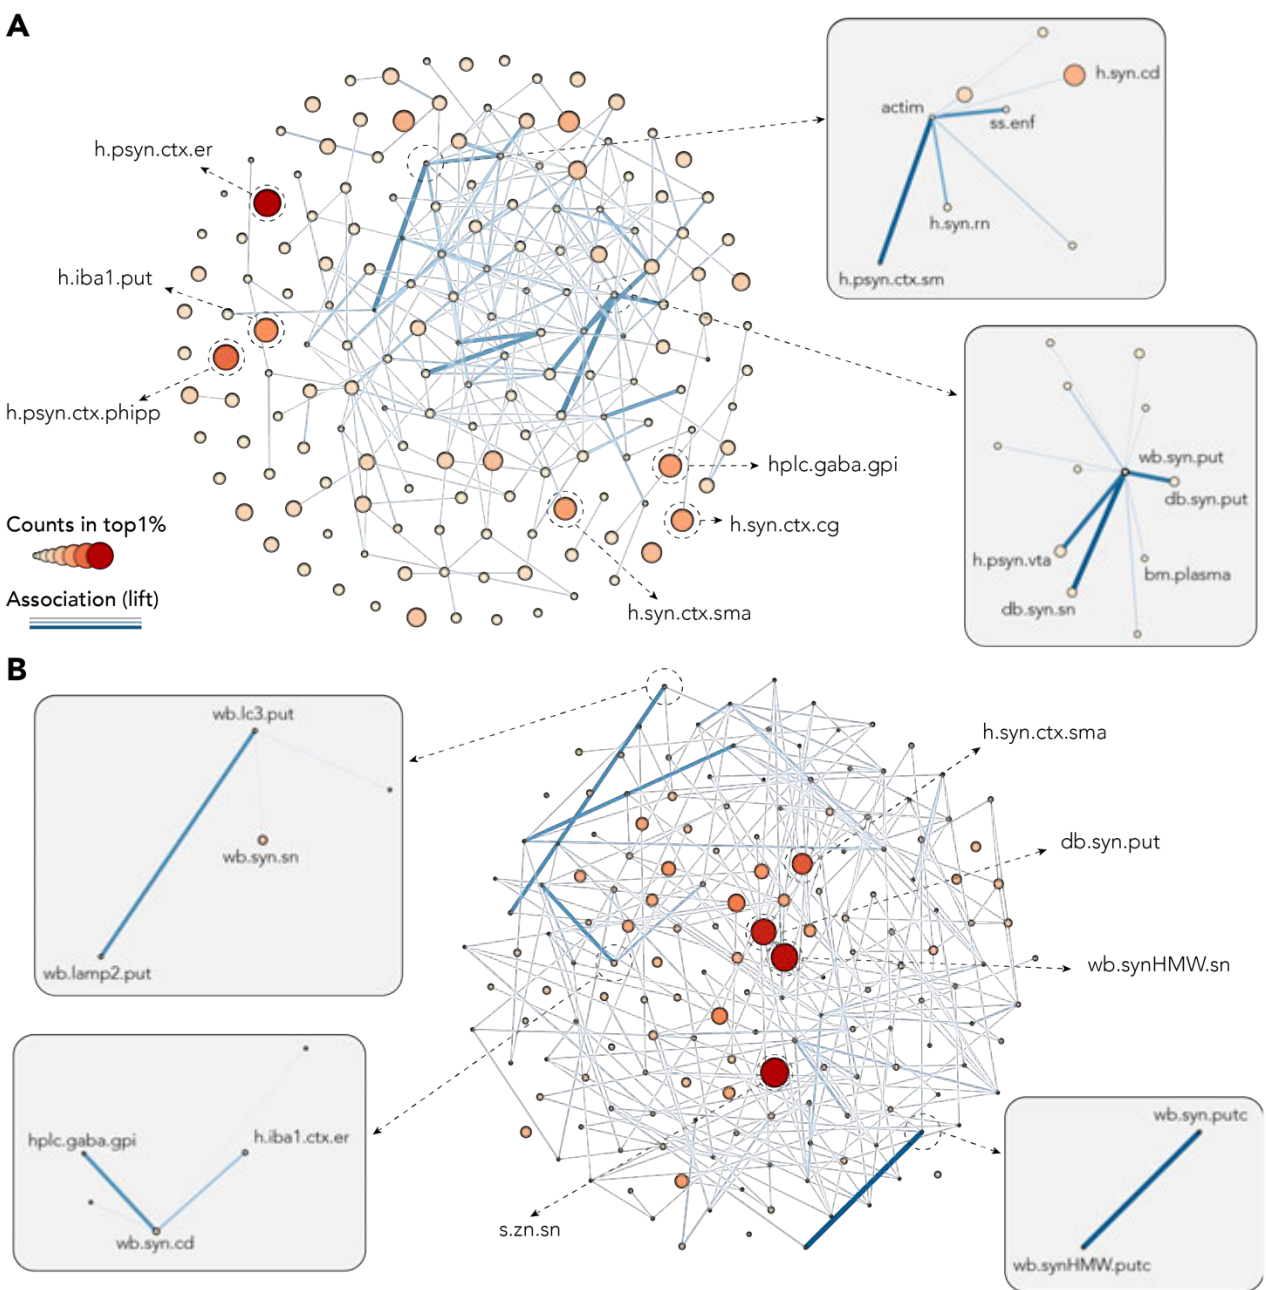 A
h.psyn.ctx.er
h.iba1.put
h.psyn.ctx.phipp
Counts in top1%
Association (lift)
hplc.gaba.gpi
h.syn.ctx.cg
h.syn.ctx.sma
actim
h.syn.cd
ss.enf
h.syn.rn
h.psyn.ctx.sm
wb.syn.put
db.syn.put
h.psyn.vta
bm.plasma
db.syn.sn
B
wb.lc3.put
wb.syn.sn
wb.lamp2.put
hplc.gaba.gpi
h.iba1.ctx.er
wb.syn.cd
h.syn.ctx.sma
db.syn.put
wb.synHMW.sn
s.zn.sn
wb.syn.putc
wb.synHMW.putc